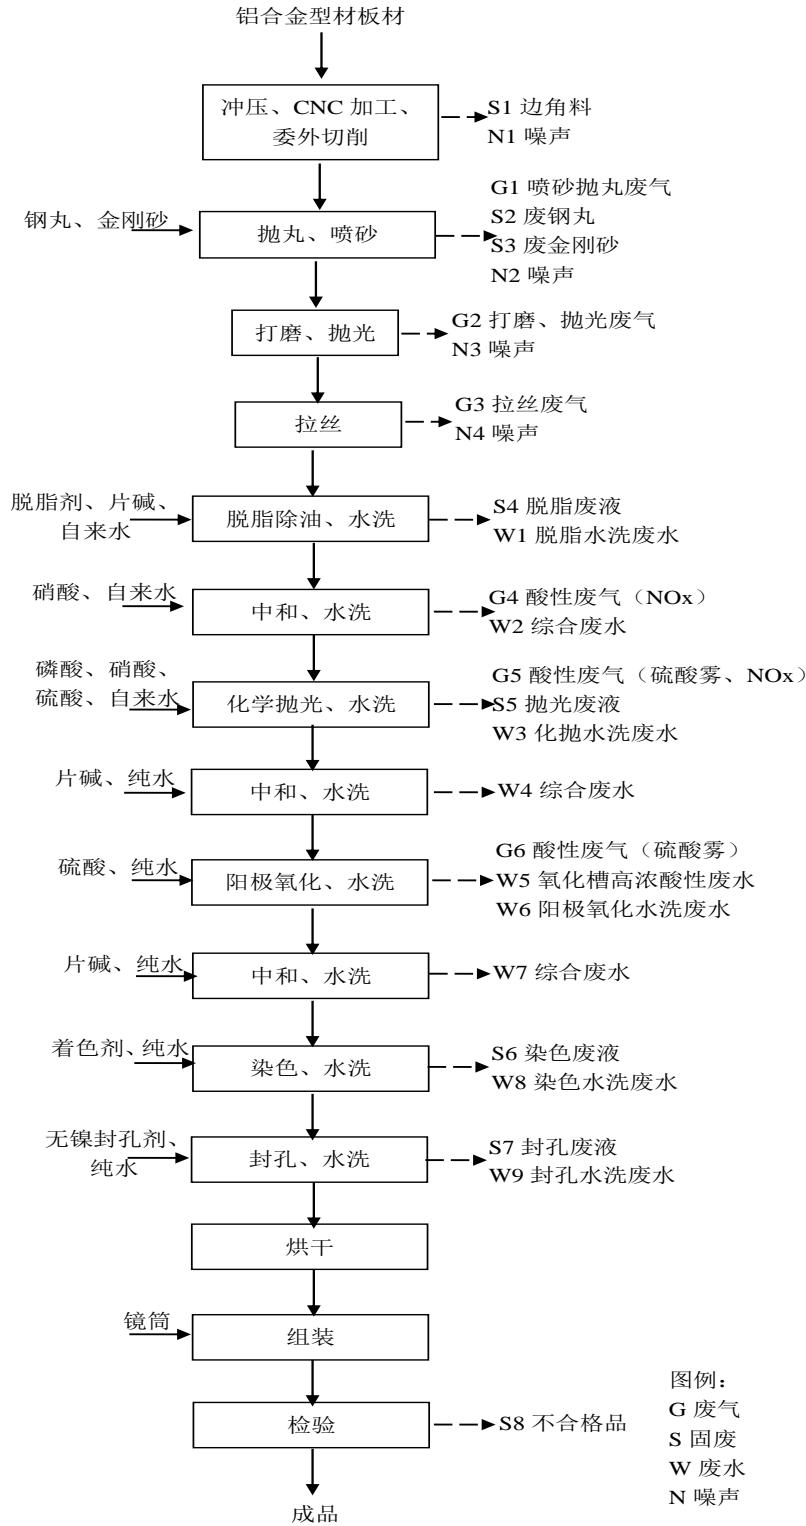 铝合金型材板材
冲压、CNC 加工、
委外切削
S1 边角料
N1 噪声
钢丸、金刚砂
抛丸、喷砂
G1 喷砂抛丸废气
S2 废钢丸
S3 废金刚砂
N2 噪声
打磨、抛光
G2 打磨、抛光废气
N3 噪声
拉丝
G3 拉丝废气
N4 噪声
脱脂剂、片碱、
自来水
脱脂除油、水洗
S4 脱脂废液
W1 脱脂水洗废水
硝酸、自来水
中和、水洗
G4 酸性废气（NOx）
W2 综合废水
磷酸、硝酸、
硫酸、自来水
化学抛光、水洗
G5 酸性废气（硫酸雾、NOx）
S5 抛光废液
W3 化抛水洗废水
片碱、纯水
中和、水洗
W4 综合废水
硫酸、纯水
阳极氧化、水洗
G6 酸性废气（硫酸雾）
W5 氧化槽高浓酸性废水
W6 阳极氧化水洗废水
片碱、纯水
中和、水洗
W7 综合废水
着色剂、纯水
染色、水洗
S6 染色废液
W8 染色水洗废水
无镍封孔剂、
纯水
封孔、水洗
S7 封孔废液
W9 封孔水洗废水
烘干
镜筒
组装
检验
S8 不合格品
成品
图例：
G 废气
S 固废
W 废水
N 噪声